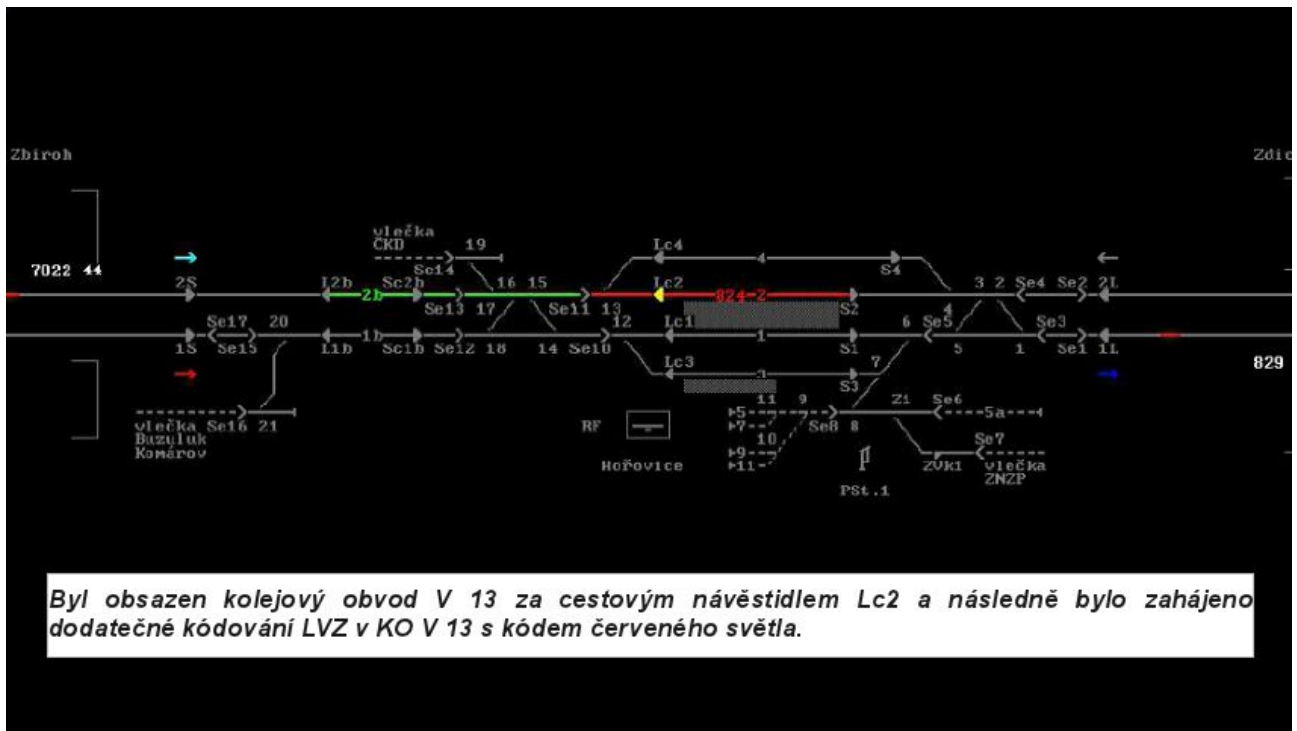 Zbiroh
Zdic
vlečka
ČKD
19
Lc4
Se14
4
S4
7022 44
2S
L2b
Sc2b
16 15
Lc2
3 2 Se4 Se2 2L
2b
824-2
Se13 17
Se11 13
S2
4
Se17 20
12
Lc1
6 Se5
Se3
1b
1
1S Se15
L1b
Sc1b Se12 18
14 Se10
S1
5
1 Se1 1L
Lc3
7
829
3
S3
11 9
Z1 Se6
5
5a
vlečka Se16 21
RF
7
Se8 8
Buzuluk
10
Se7
Komárov
9
Hořovice
11
ZVk1 vlečka
ZNZP
PSt.1
Byl obsazen kolejový obvod V 13 za cestovým návěstidlem Lc2 a následně bylo zahájeno
dodatečné kódování LVZ v KO V 13 s kódem červeného světla.